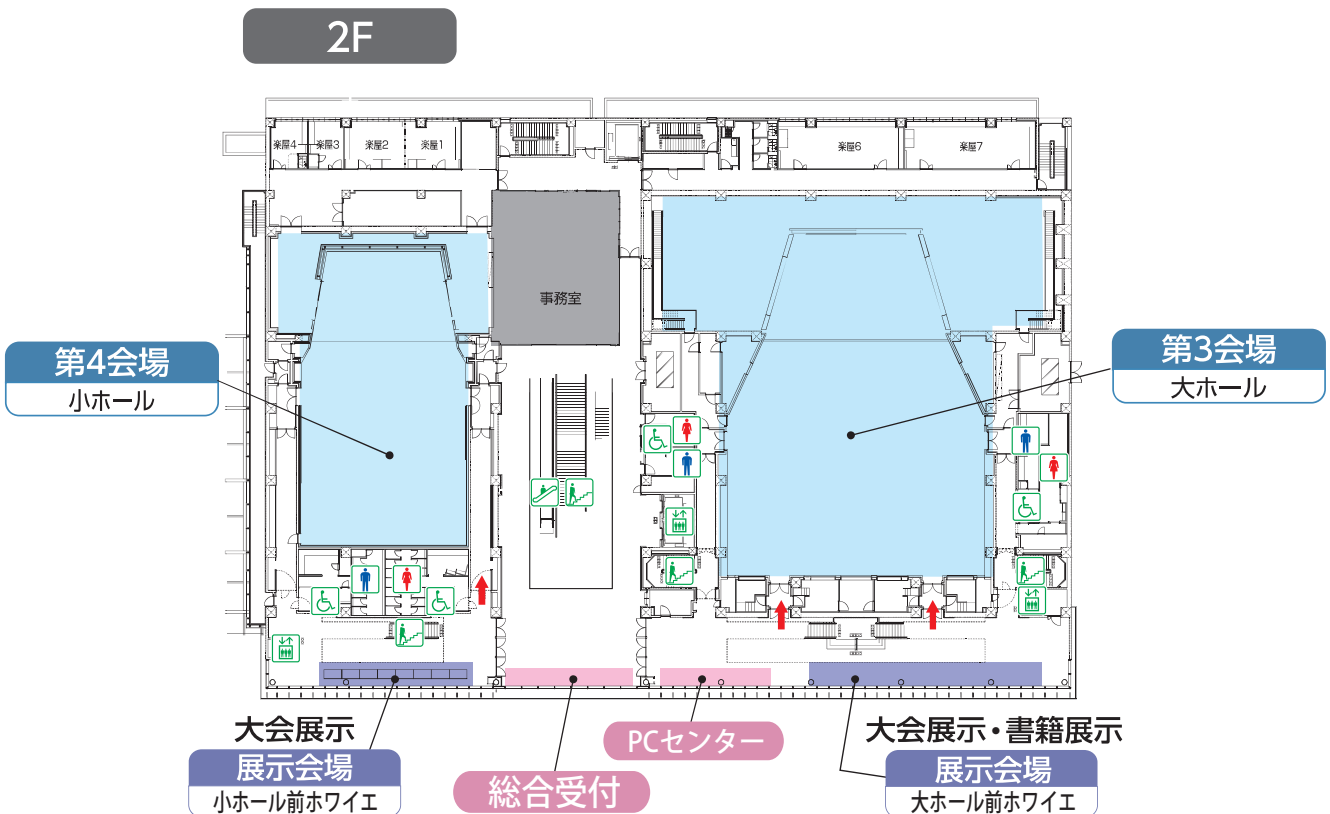 2F
楽屋4
楽屋3
楽屋2
楽屋1
楽屋6
楽屋7
事務室
第4会場
小ホール
第3会場
大ホール
大会展示
展示会場
小ホール前ホワイエ
総合受付
PCセンター
大会展示・書籍展示
展示会場
大ホール前ホワイエ